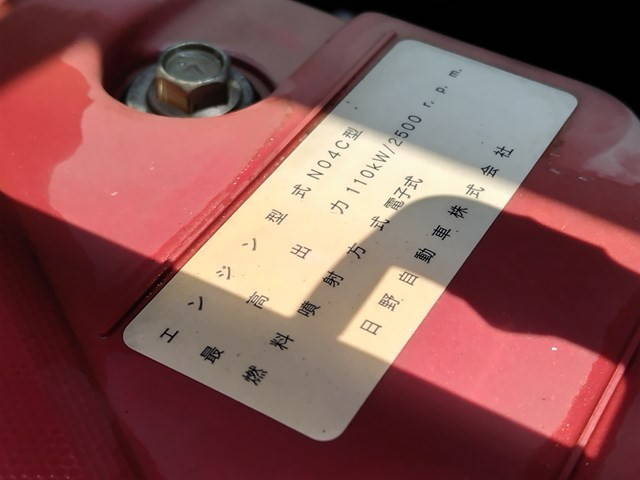 エンジン型式 N04C型
最高出力 110kW/2500 r.p.m.
燃料噴射方式 電子式
日野自動車株式会社